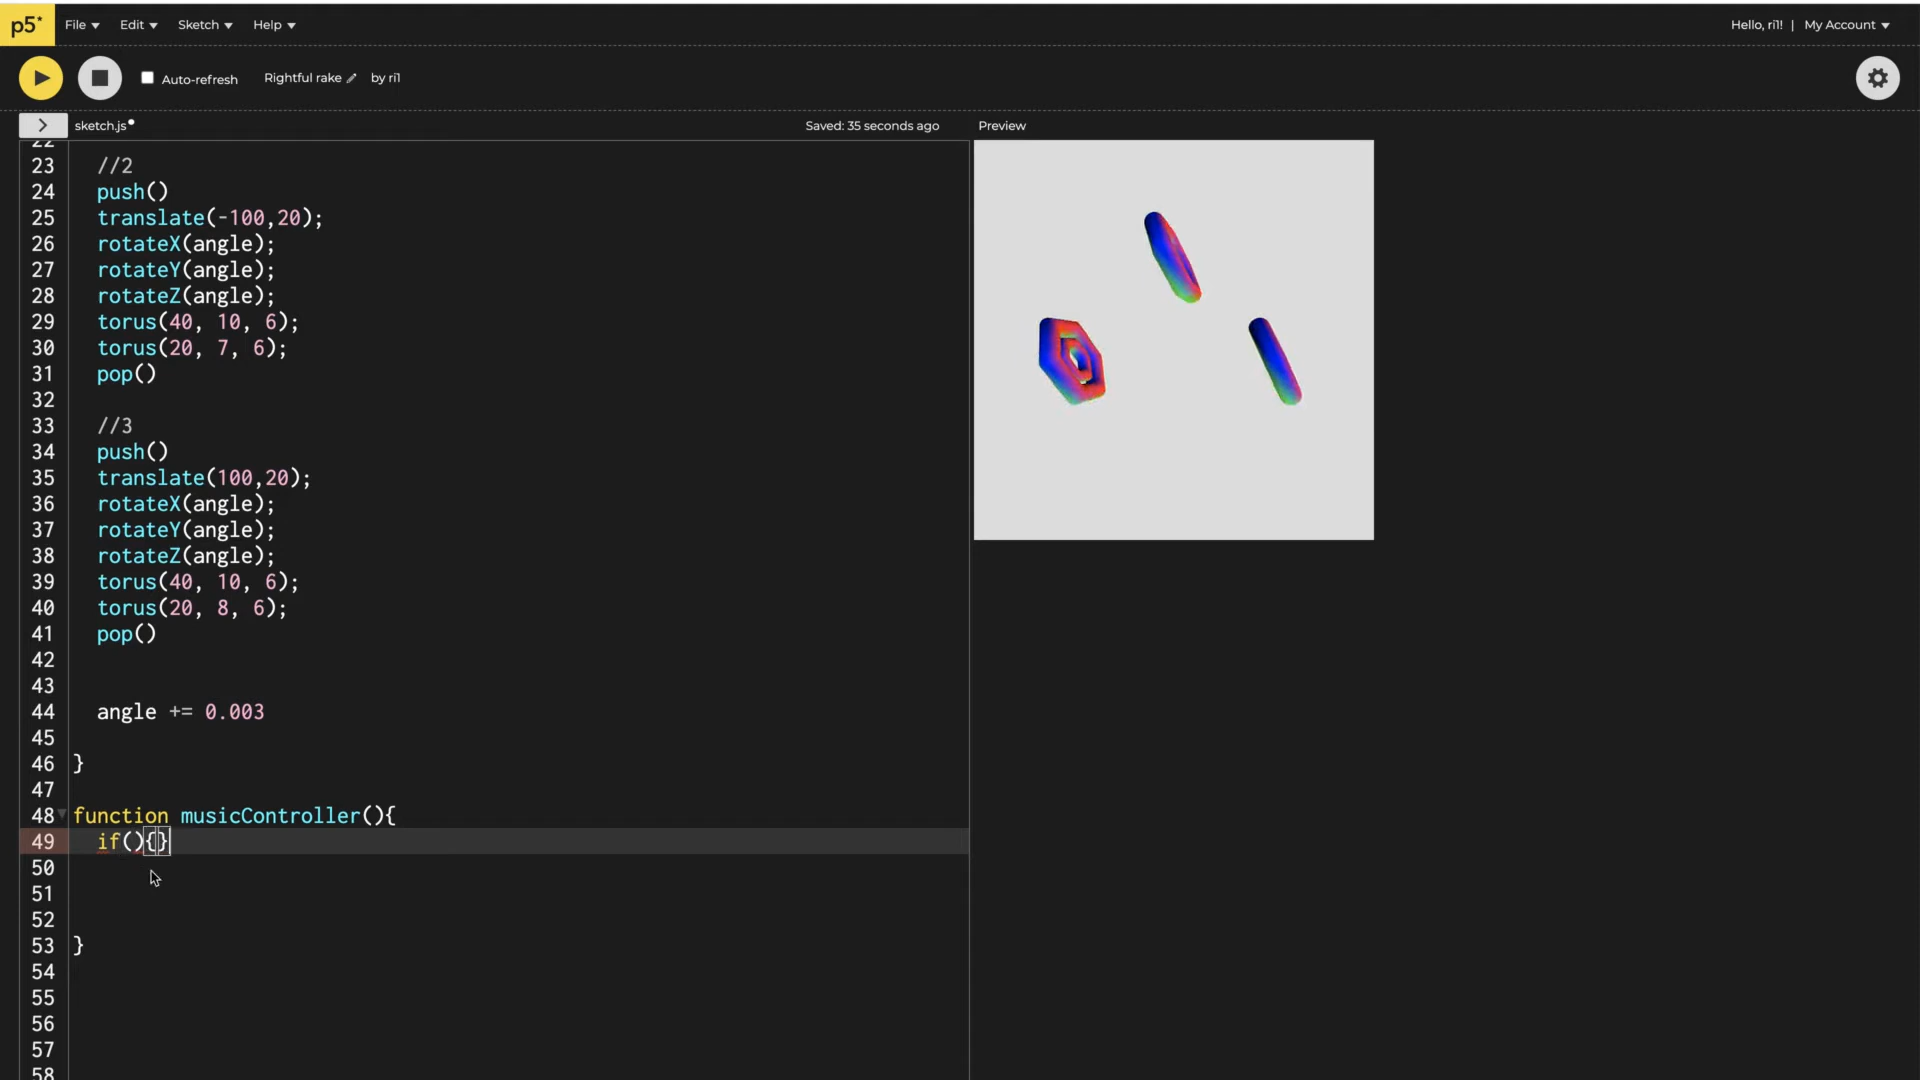 p5*
File
Edit
Sketch
Help
Hello, ri1! | My Account
Auto-refresh
Rightful rake
by ri1
sketch.js
Saved: 35 seconds ago
Preview
22
23 //2
24 push()
25 translate(-100,20);
26 rotateX(angle);
27 rotateY(angle);
28 rotateZ(angle);
29 torus(40, 10, 6);
30 torus(20, 7, 6);
31 pop()
32
33 //3
34 push()
35 translate(100,20);
36 rotateX(angle);
37 rotateY(angle);
38 rotateZ(angle);
39 torus(40, 10, 6);
40 torus(20, 8, 6);
41 pop()
42
43
44 angle += 0.003
45
46 }
47
48 function musicController(){
49 if(){}
50
51
52
53 }
54
55
56
57
58